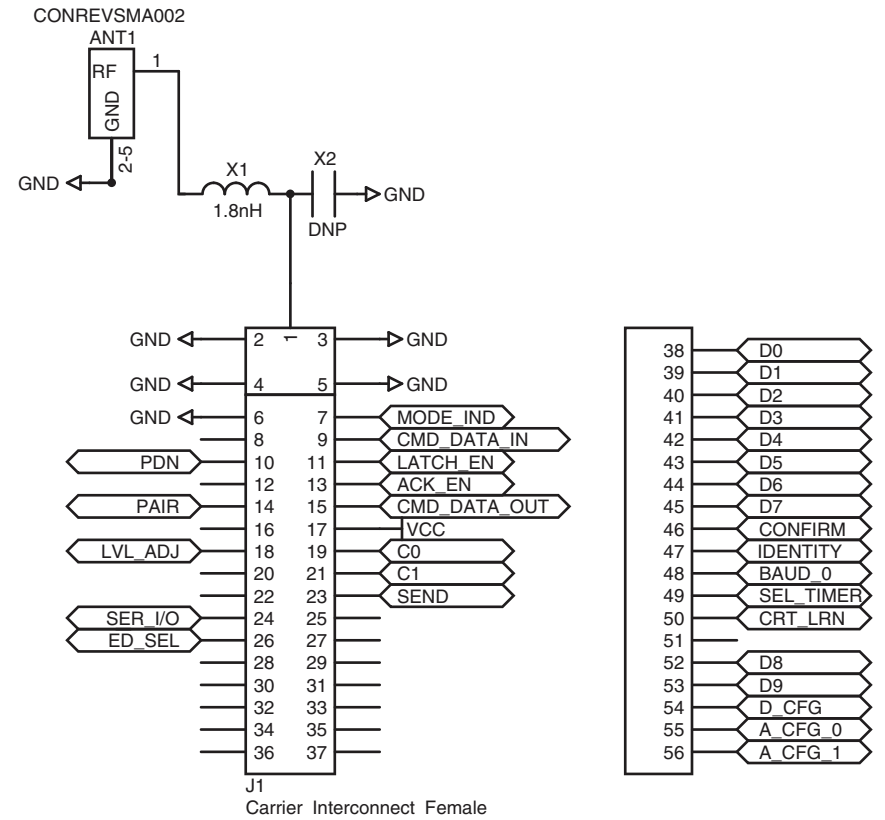 CONREVSMA002
ANT1
RF
1
GND
2-5
GND
X1
1.8nH
X2
DNP
GND
GND 2 1 3 GND
GND 4 5 GND
GND 6 7 MODE_IND
8 9 CMD_DATA_IN
PDN 10 11 LATCH_EN
12 13 ACK_EN
PAIR 14 15 CMD_DATA_OUT
16 17 VCC
LVL_ADJ 18 19 C0
20 21 C1
22 23 SEND
SER_I/O 24 25
ED_SEL 26 27
28 29
30 31
32 33
34 35
36 37
J1
Carrier Interconnect Female
38 D0
39 D1
40 D2
41 D3
42 D4
43 D5
44 D6
45 D7
46 CONFIRM
47 IDENTITY
48 BAUD_0
49 SEL_TIMER
50 CRT_LRN
51
52 D8
53 D9
54 D_CFG
55 A_CFG_0
56 A_CFG_1